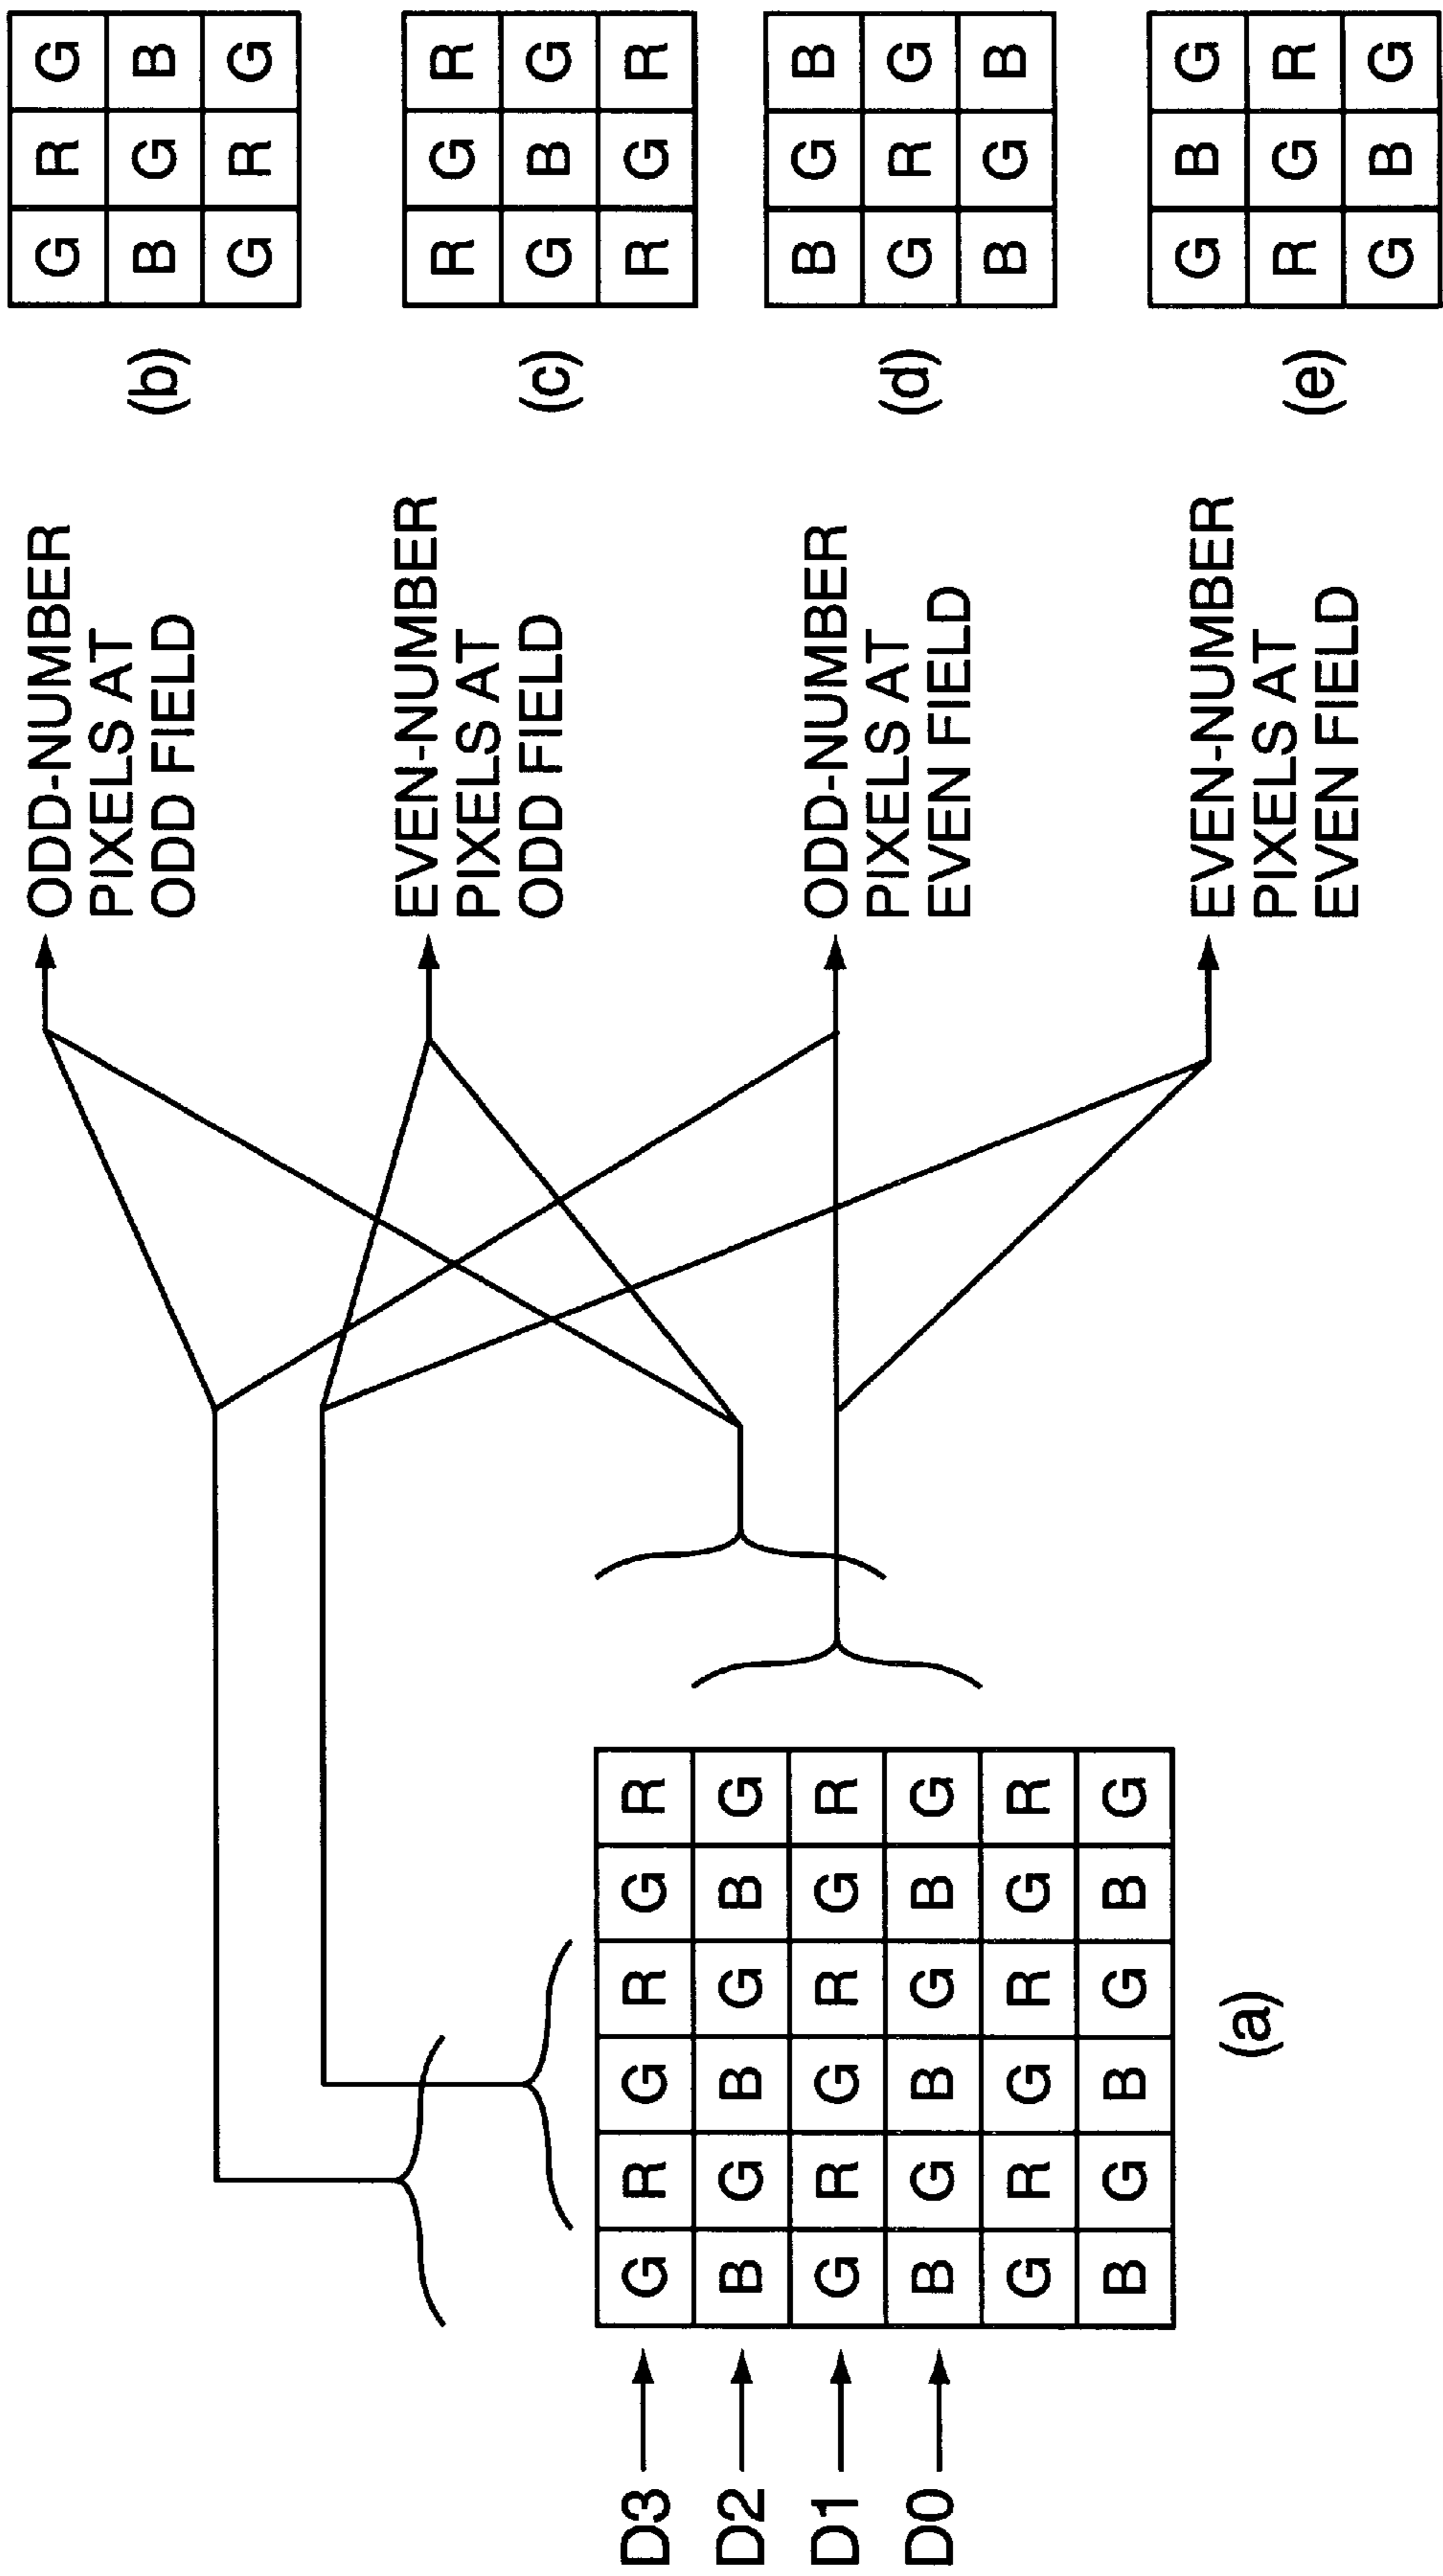 ODD-NUMBER
PIXELS AT
ODD FIELD
(b)
G R G
B G B
G R G
EVEN-NUMBER
PIXELS AT
ODD FIELD
(c)
R G R
G B G
R G R
D3
D2
D1
D0
G R G R G R
B G B G B G
G R G R G R
B G B G B G
G R G R G R
B G B G B G
(a)
ODD-NUMBER
PIXELS AT
EVEN FIELD
(d)
B G B
G R G
B G B
EVEN-NUMBER
PIXELS AT
EVEN FIELD
(e)
G B G
R G R
G B G